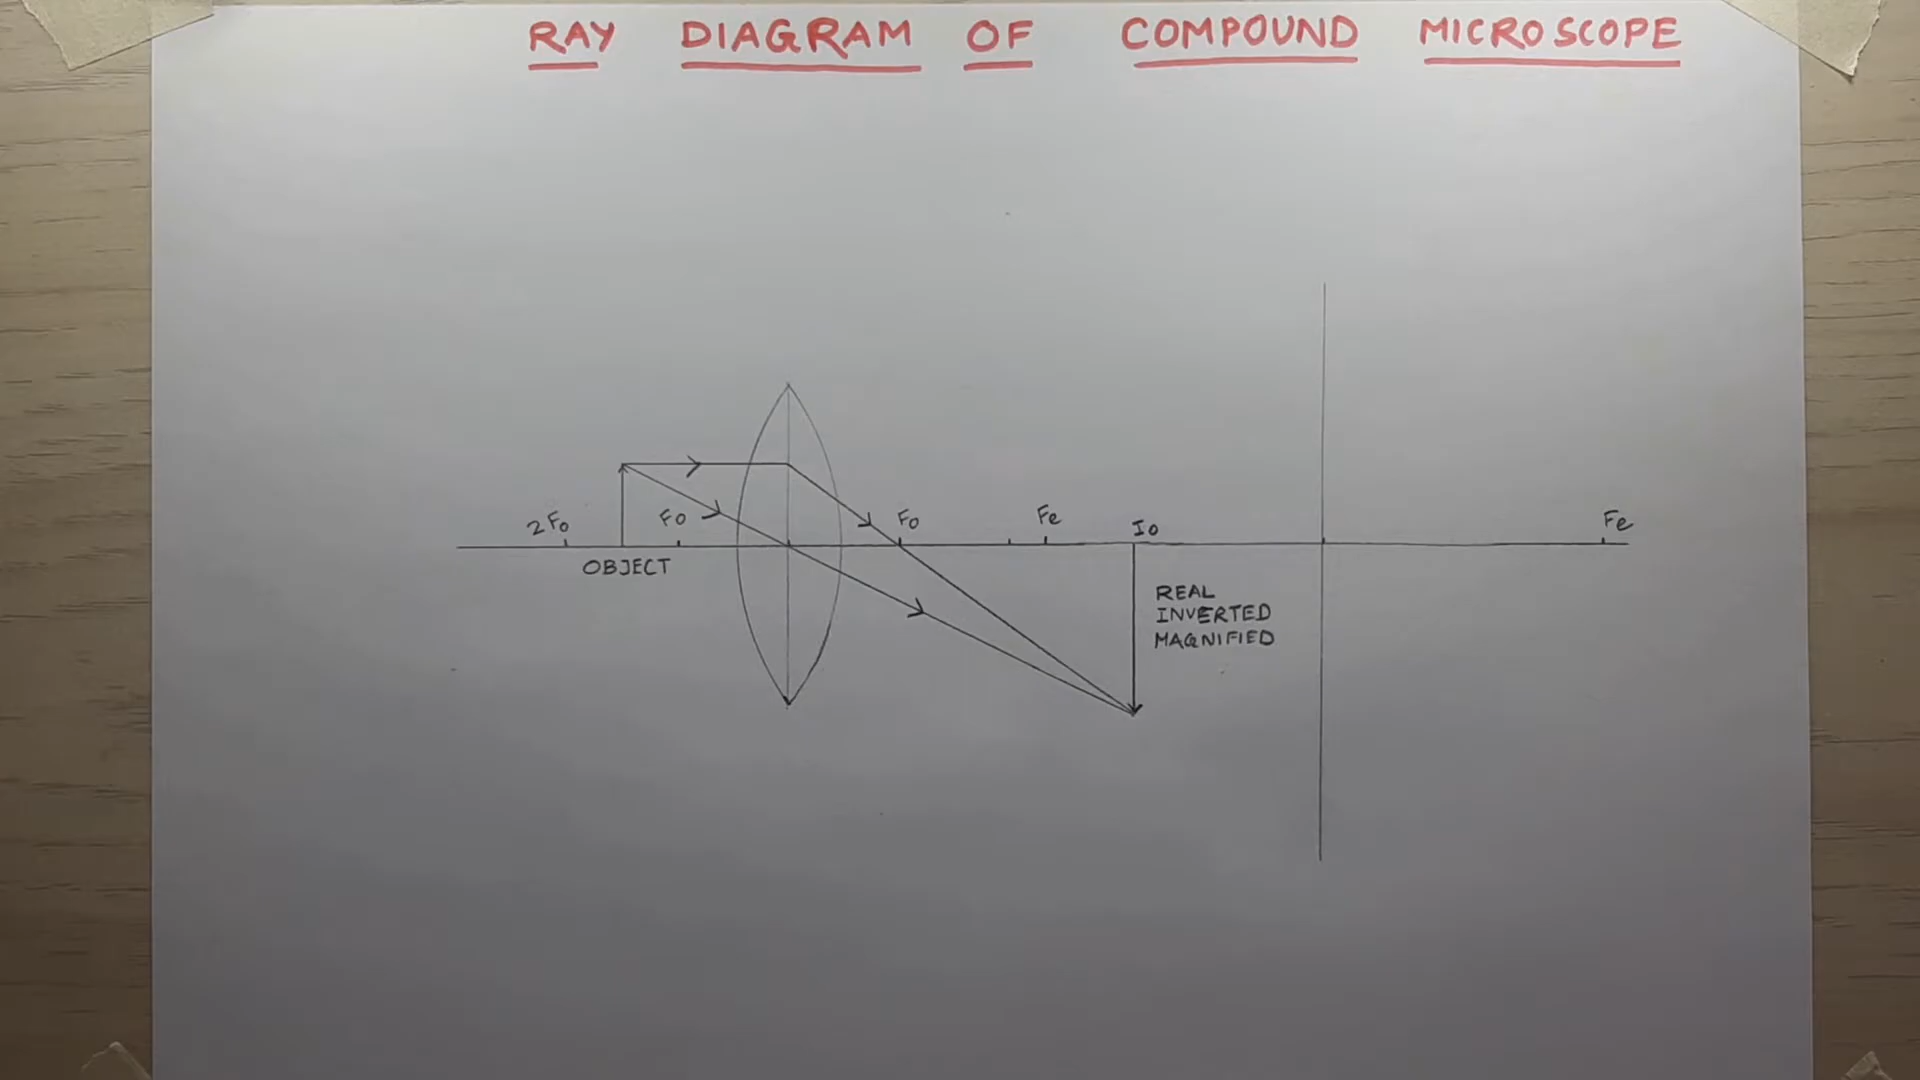 RAY DIAGRAM OF COMPOUND MICROSCOPE
2Fo
Fo
Fo
Fe
Io
Fe
OBJECT
REAL
INVERTED
MAGNIFIED